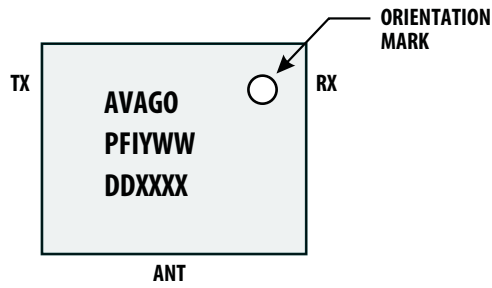 ORIENTATION
MARK
TX
RX
AVAGO
PFIYWW
DDXXXX
ANT